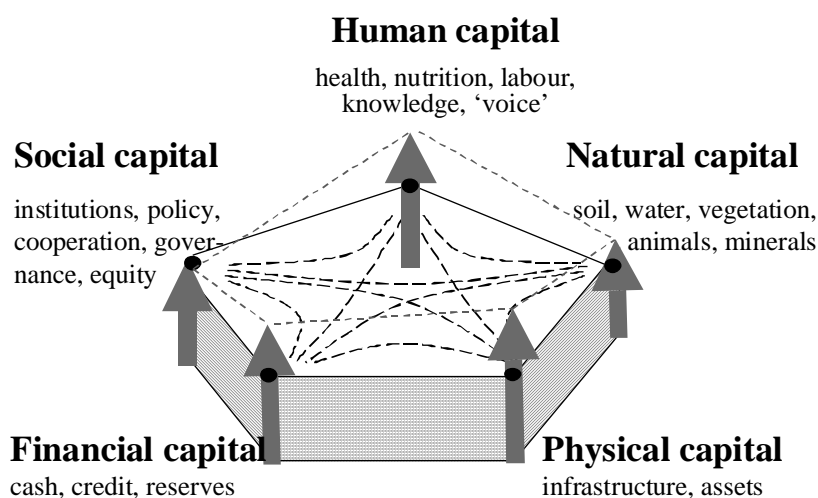 Human capital
health, nutrition, labour,
knowledge, ‘voice’
Social capital
institutions, policy,
cooperation, gover-
nance, equity
Natural capital
soil, water, vegetation,
animals, minerals
Financial capital
cash, credit, reserves
Physical capital
infrastructure, assets